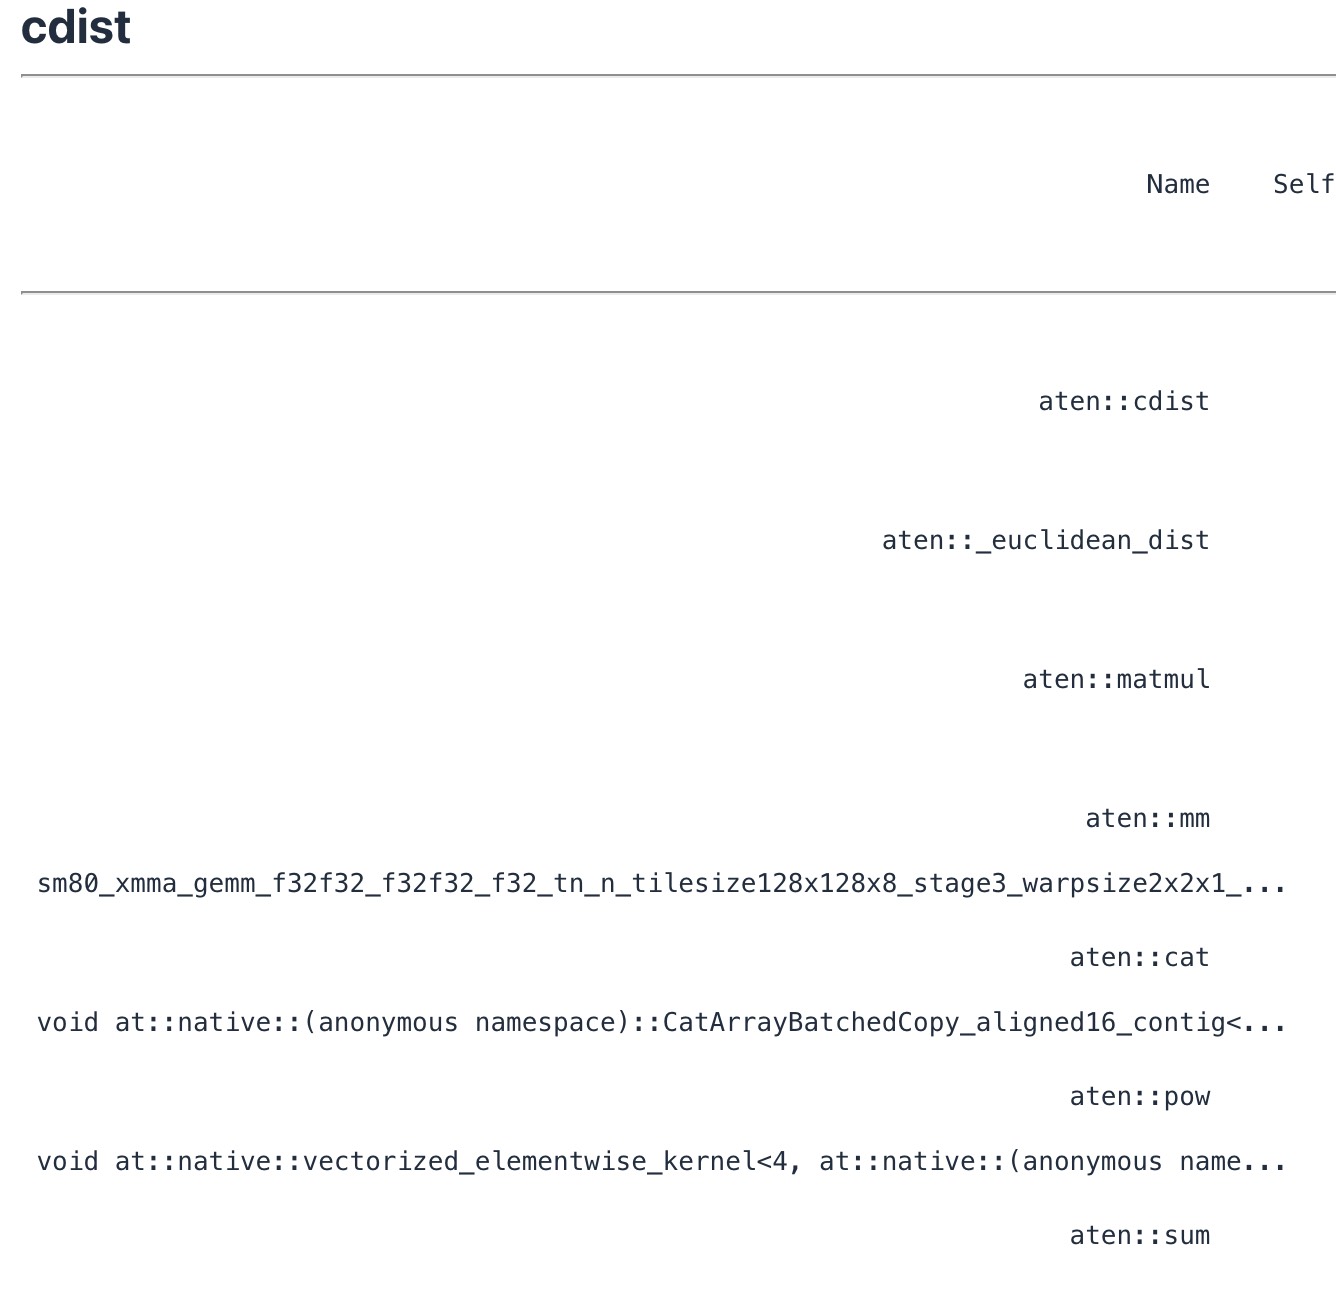 cdist
Name Self
aten::cdist
aten::_euclidean_dist
aten::matmul
aten::mm
sm80_xmma_gemm_f32f32_f32f32_f32_tn_n_tilesize128x128x8_stage3_warpsize2x2x1_...
aten::cat
void at::native::(anonymous namespace)::CatArrayBatchedCopy_aligned16_contig<...
aten::pow
void at::native::vectorized_elementwise_kernel<4, at::native::(anonymous name...
aten::sum